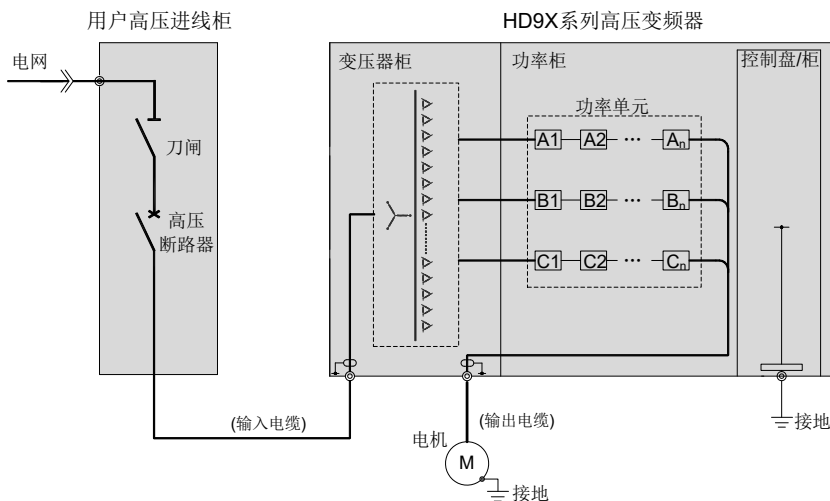 用户高压进线柜
HD9X系列高压变频器
电网
刀闸
高压
断路器
变压器柜
功率柜
控制盘/柜
功率单元
A1 A2 ··· An
B1 B2 ··· Bn
C1 C2 ··· Cn
(输入电缆)
(输出电缆)
电机
M
接地
接地